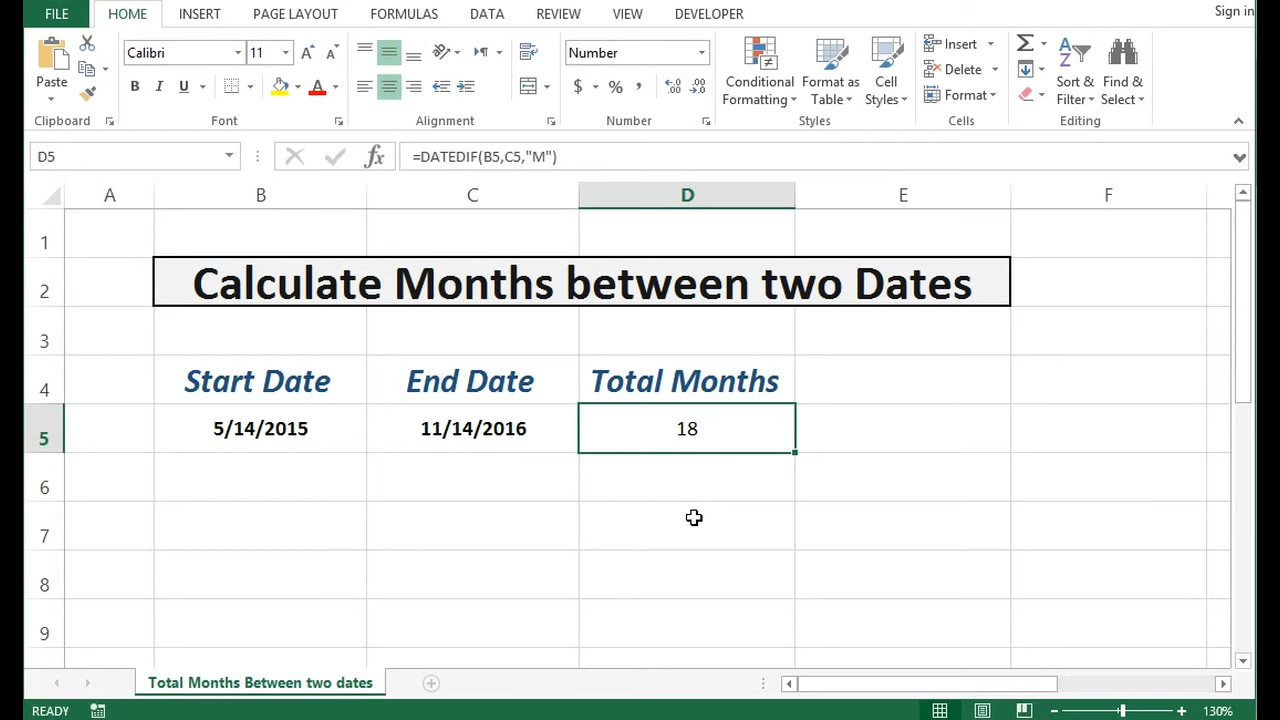 FILE HOME INSERT PAGE LAYOUT FORMULAS DATA REVIEW VIEW DEVELOPER Sign in
Paste
Calibri 11
B I U A
Number
$ % ,
Conditional Formatting
Format as Table
Cell Styles
Insert
Delete
Format
Sort & Filter
Find & Select
Clipboard Font Alignment Number Styles Cells Editing
D5 fx =DATEDIF(B5,C5,"M")
A B C D E F
1
2 Calculate Months between two Dates
3
4 Start Date End Date Total Months
5 5/14/2015 11/14/2016 18
6
7
8
9
Total Months Between two dates
READY 130%